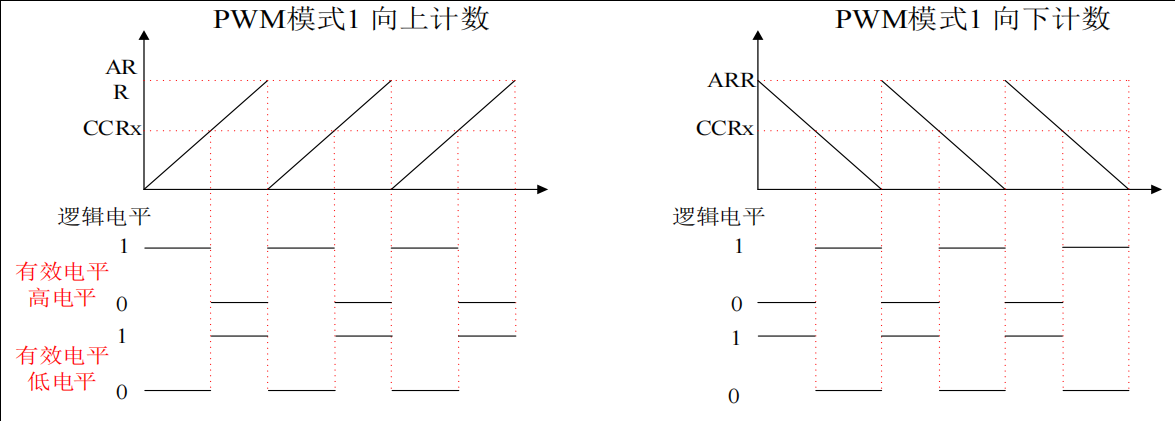 PWM模式1 向上计数
AR
R
CCRx
逻辑电平
1
有效电平
高电平
0
1
有效电平
低电平
0
PWM模式1 向下计数
ARR
CCRx
逻辑电平
1
0
1
0